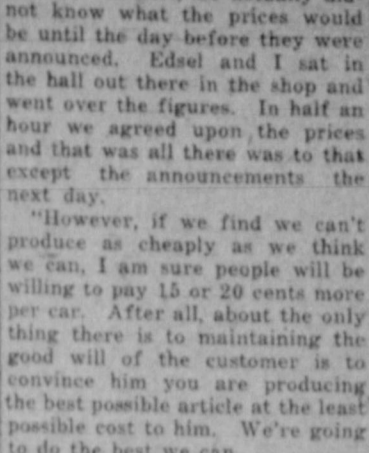 not know what the prices would
be until the day before they were
announced. Edsel and I sat in
the hall out there in the shop and
went over the figures. In half an
hour we agreed upon the prices
and that was all there was to that
except the announcements the
next day.
"However, if we find we can't
produce as cheaply as we think
we can, I am sure people will be
willing to pay 15 or 20 cents more
per car. After all, about the only
thing there is to maintaining the
good will of the customer is to
convince him you are producing
the best possible article at the least
possible cost to him. We're going
to do the best we can